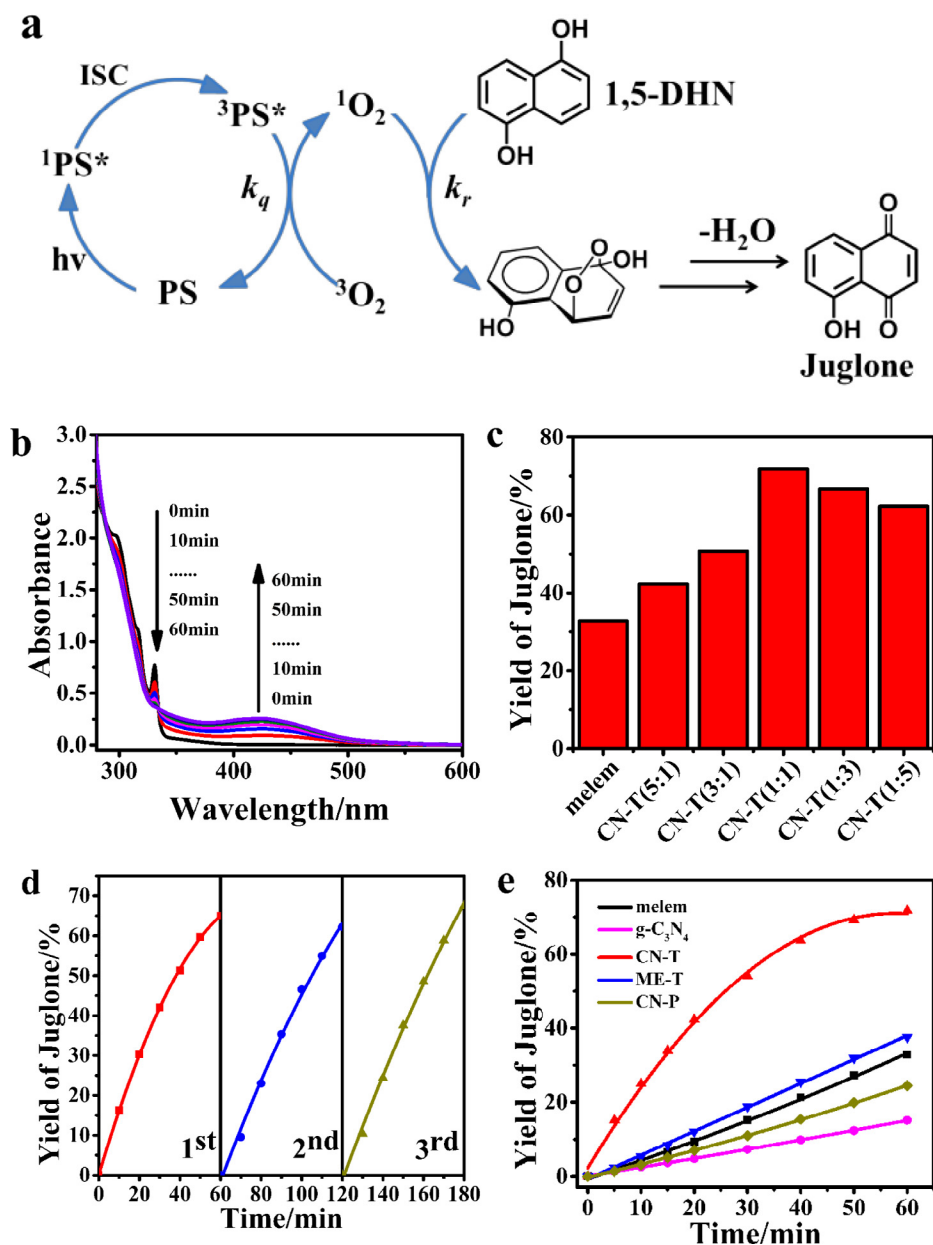 a
ISC
³PS*
¹O₂
OH
1,5-DHN
OH
¹PS*
k_q
k_r
hv
PS
³O₂
O
O
OH
HO
-H₂O
O
OH
O
Juglone
b
3.0
2.5
2.0
1.5
1.0
0.5
0.0
Absorbance
0min
10min
......
50min
60min
60min
50min
......
10min
0min
300
400
500
600
Wavelength/nm
c
80
60
40
20
0
Yield of Juglone/%
melem
CN-T(5:1)
CN-T(3:1)
CN-T(1:1)
CN-T(1:3)
CN-T(1:5)
d
70
60
50
40
30
20
10
0
Yield of Juglone/%
1st
2nd
3rd
0 20 40 60 80 100 120 140 160 180
Time/min
e
80
60
40
20
0
Yield of Juglone/%
melem
g-C₃N₄
CN-T
ME-T
CN-P
0 10 20 30 40 50 60
Time/min